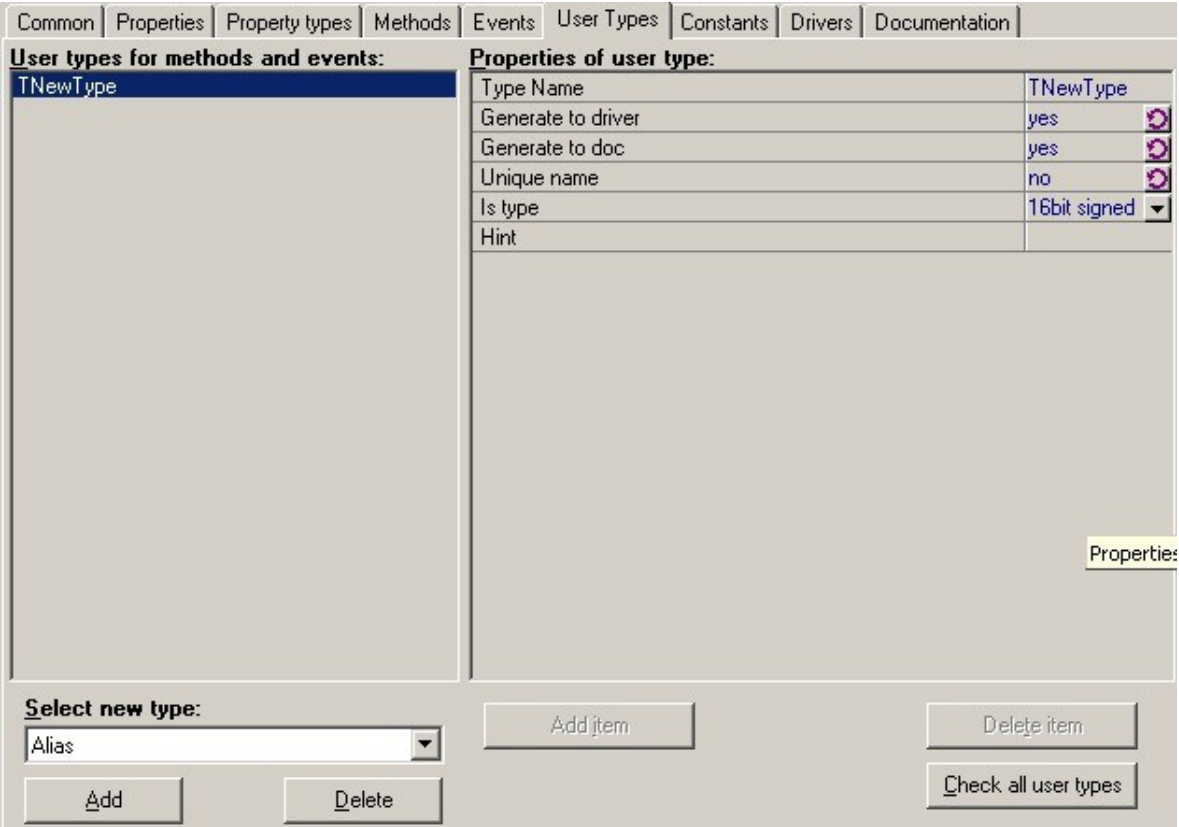 Common Properties Property types Methods Events User Types Constants Drivers Documentation
User types for methods and events:
TNewType
Properties of user type:
Type Name TNewType
Generate to driver yes
Generate to doc yes
Unique name no
Is type 16bit signed
Hint
Properties
Select new type:
Alias
Add Delete
Add item Delete item
Check all user types